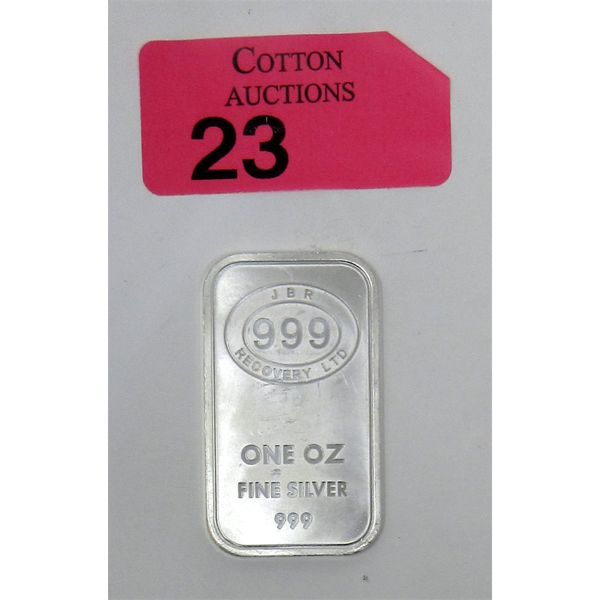 COTTON
AUCTIONS
23
JBR
999
RECOVERY LTD
ONE OZ
FINE SILVER
999